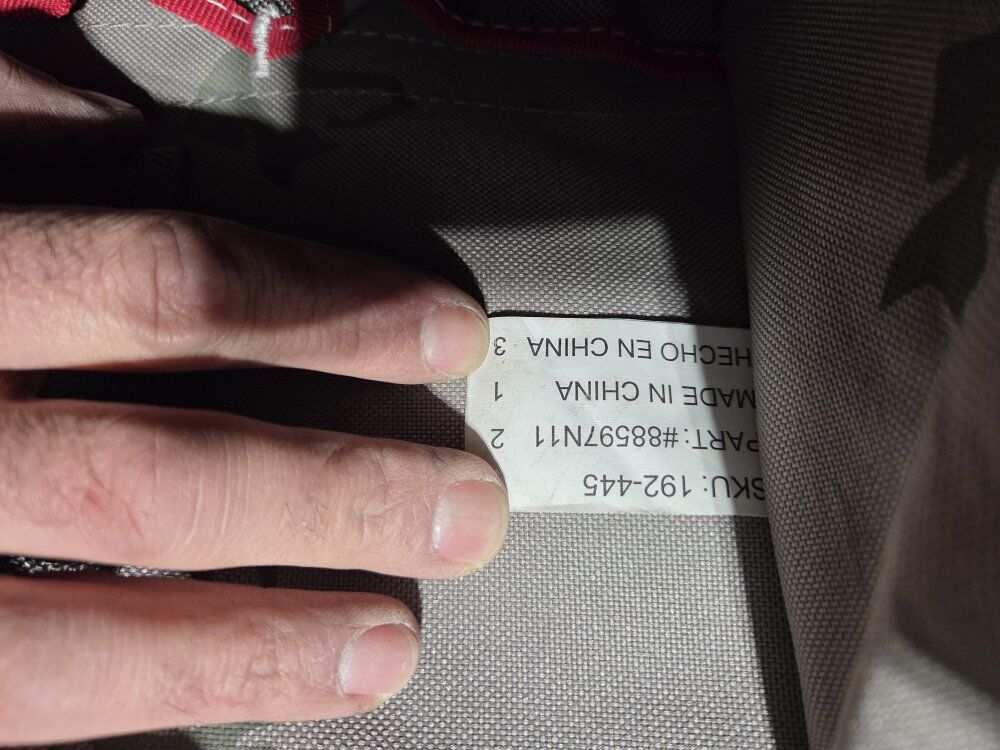 SKU: 192-445
PART:#88597N11 2
MADE IN CHINA 1
HECHO EN CHINA 3